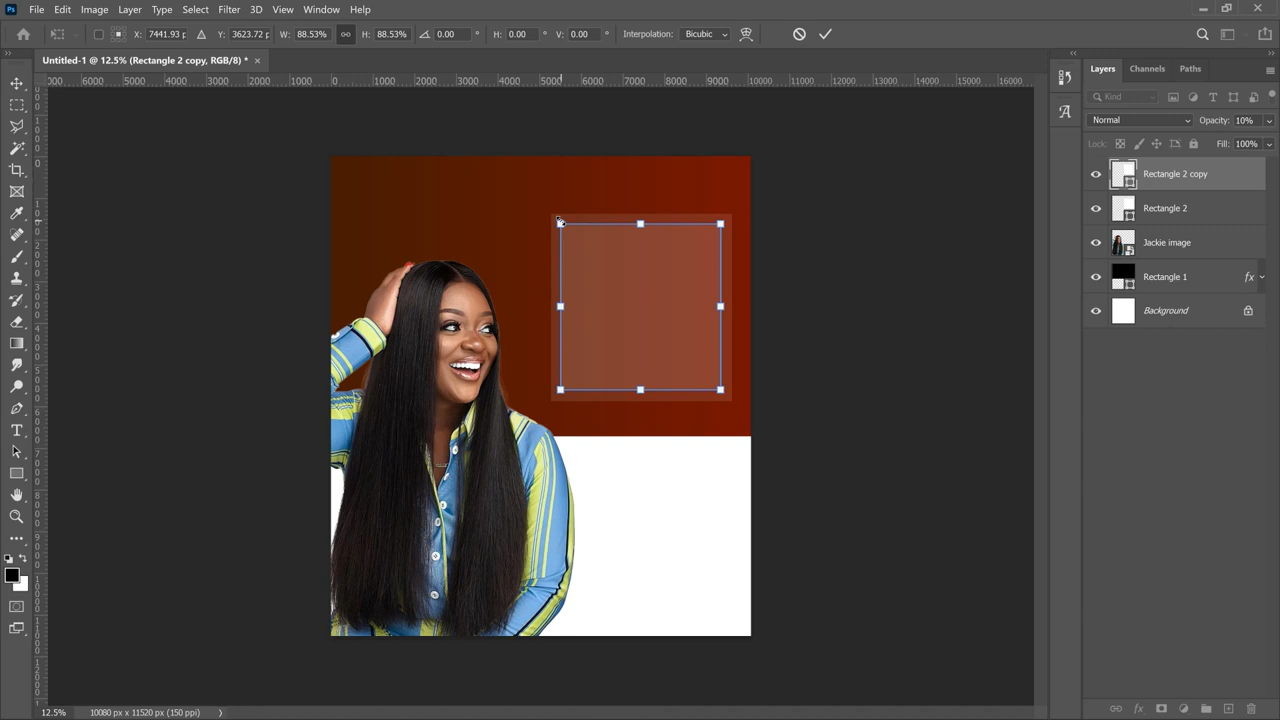 Ps File Edit Image Layer Type Select Filter 3D View Window Help
X: 7441.93 p Y: 3623.72 p W: 88.53% H: 88.53% 0.00 ° H: 0.00 ° V: 0.00 ° Interpolation: Bicubic
Untitled-1 @ 12.5% (Rectangle 2 copy, RGB/8) * ×
000 6000 5000 4000 3000 2000 1000 0 1000 2000 3000 4000 5000 6000 7000 8000 9000 10000 11000 12000 13000 14000 15000 16000
Layers Channels Paths
Kind
Normal Opacity: 10%
Lock: Fill: 100%
Rectangle 2 copy
Rectangle 2
Jackie image
Rectangle 1 fx
Background
12.5% 10080 px x 11520 px (150 ppi)
fx